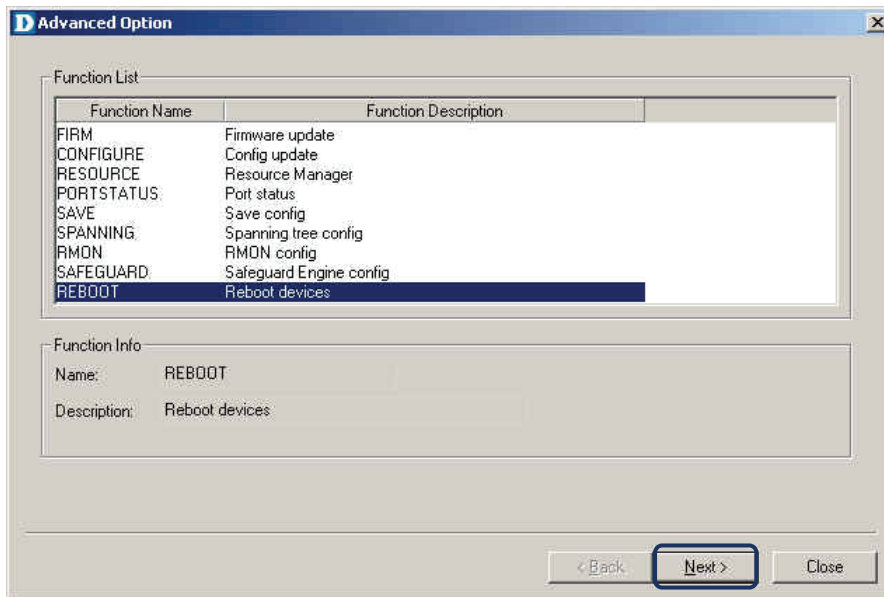 D Advanced Option
Function List
Function Name Function Description
FIRM Firmware update
CONFIGURE Config update
RESOURCE Resource Manager
PORTSTATUS Port status
SAVE Save config
SPANNING Spanning tree config
RMON RMON config
SAFEGUARD Safeguard Engine config
REBOOT Reboot devices
Function Info
Name: REBOOT
Description: Reboot devices
< Back Next > Close